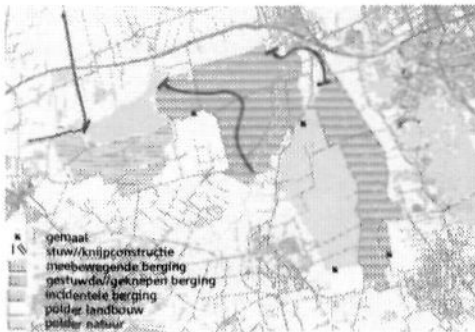 gemaal
stuw//knijpconstructie
meebewegende berging
gestuwde//geknepen berging
incidentele berging
polder landbouw
polder natuur